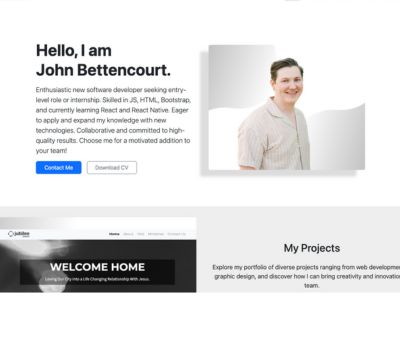 Hello, I am
John Bettencourt.
Enthusiastic new software developer seeking entry-
level role or internship. Skilled in JS, HTML, Bootstrap,
and currently learning React and React Native. Eager
to apply and expand my knowledge with new
technologies. Collaborative and committed to high-
quality results. Choose me for a motivated addition to
your team!
Contact Me Download CV
jubilee
Home About Help Ministries Contact Us
WELCOME HOME
Loving Our City into a Life Changing Relationship With Jesus.
My Projects
Explore my portfolio of diverse projects ranging from web development
graphic design, and discover how I can bring creativity and innovation
team.